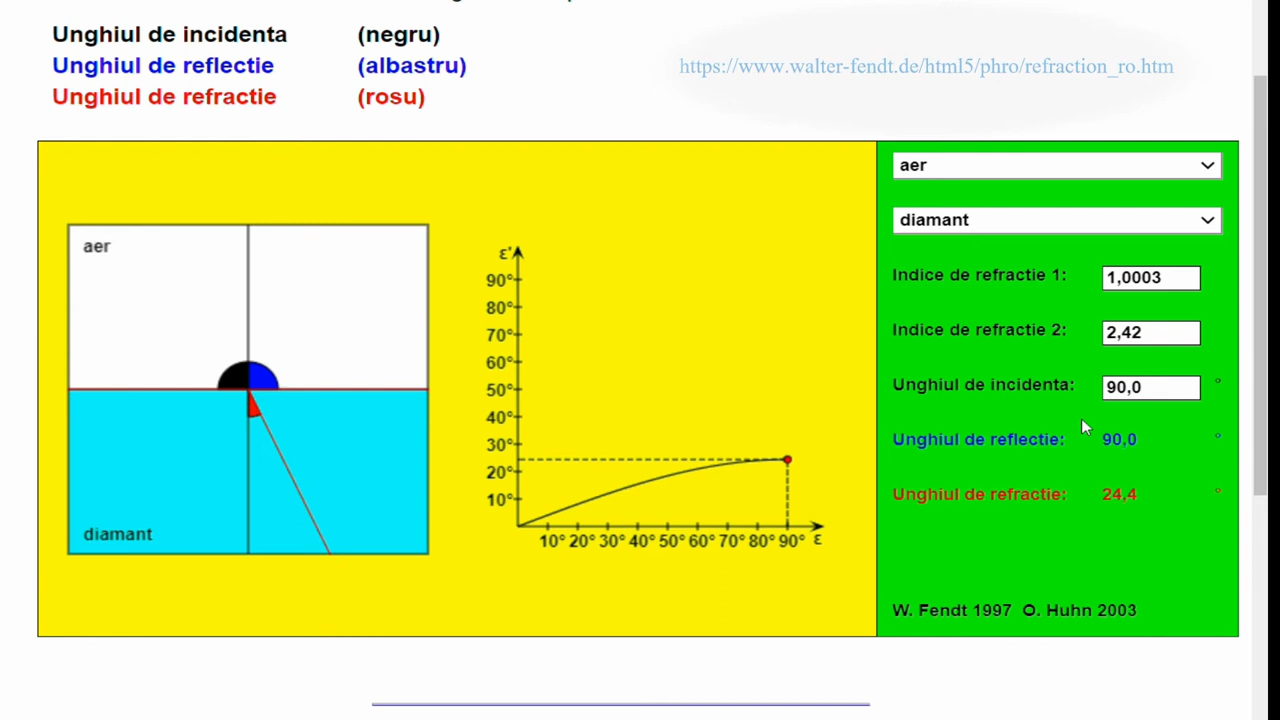 Unghiul de incidenta (negru)
Unghiul de reflectie (albastru)
Unghiul de refractie (rosu)
https://www.walter-fendt.de/html5/phro/refraction_ro.htm
aer
diamant
ε'
90°
80°
70°
60°
50°
40°
30°
20°
10°
10° 20° 30° 40° 50° 60° 70° 80° 90° ε
aer
diamant
Indice de refractie 1: 1,0003
Indice de refractie 2: 2,42
Unghiul de incidenta: 90,0 °
Unghiul de reflectie: 90,0 °
Unghiul de refractie: 24,4 °
W. Fendt 1997 O. Huhn 2003